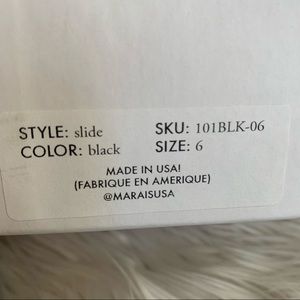 STYLE: slide SKU: 101BLK-06
COLOR: black SIZE: 6
MADE IN USA!
(FABRIQUE EN AMERIQUE)
@MARAISUSA